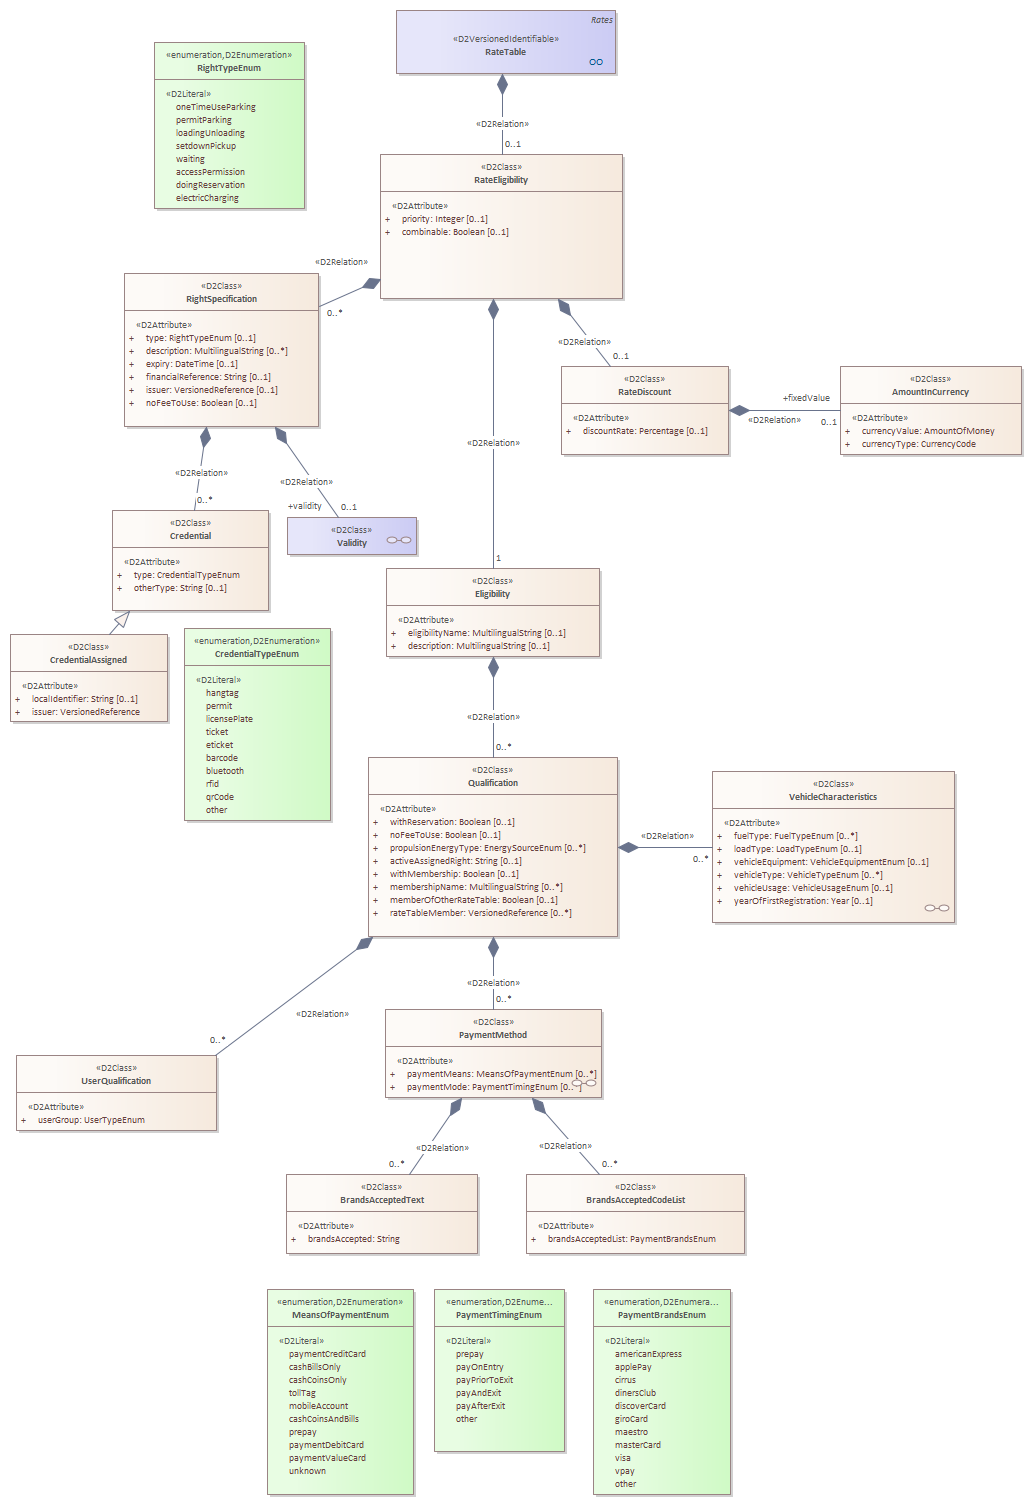 Rates
«D2VersionedIdentifiable»
RateTable
«D2Relation»
0..1
«enumeration,D2Enumeration»
RightTypeEnum
«D2Literal»
oneTimeUseParking
permitParking
loadingUnloading
setdownPickup
waiting
accessPermission
doingReservation
electricCharging
«D2Class»
RateEligibility
«D2Attribute»
+ priority: Integer [0..1]
+ combinable: Boolean [0..1]
«D2Relation»
0..*
«D2Class»
RightSpecification
«D2Attribute»
+ type: RightTypeEnum [0..1]
+ description: MultilingualString [0..*]
+ expiry: DateTime [0..1]
+ financialReference: String [0..1]
+ issuer: VersionedReference [0..1]
+ noFeeToUse: Boolean [0..1]
«D2Relation»
0..1
«D2Class»
RateDiscount
«D2Attribute»
+ discountRate: Percentage [0..1]
+fixedValue
«D2Relation»
0..1
«D2Class»
AmountInCurrency
«D2Attribute»
+ currencyValue: AmountOfMoney
+ currencyType: CurrencyCode
«D2Relation»
1
«D2Relation»
0..*
«D2Relation»
+validity
0..1
«D2Class»
Validity
«D2Class»
Credential
«D2Attribute»
+ type: CredentialTypeEnum
+ otherType: String [0..1]
«D2Class»
CredentialAssigned
«D2Attribute»
+ localIdentifier: String [0..1]
+ issuer: VersionedReference
«enumeration,D2Enumeration»
CredentialTypeEnum
«D2Literal»
hangtag
permit
licensePlate
ticket
eticket
barcode
bluetooth
rfid
qrCode
other
«D2Class»
Eligibility
«D2Attribute»
+ eligibilityName: MultilingualString [0..1]
+ description: MultilingualString [0..1]
«D2Relation»
0..*
«D2Class»
Qualification
«D2Attribute»
+ withReservation: Boolean [0..1]
+ noFeeToUse: Boolean [0..1]
+ propulsionEnergyType: EnergySourceEnum [0..*]
+ activeAssignedRight: String [0..1]
+ withMembership: Boolean [0..1]
+ membershipName: MultilingualString [0..*]
+ memberOfOtherRateTable: Boolean [0..1]
+ rateTableMember: VersionedReference [0..*]
«D2Relation»
0..*
«D2Class»
VehicleCharacteristics
«D2Attribute»
+ fuelType: FuelTypeEnum [0..*]
+ loadType: LoadTypeEnum [0..1]
+ vehicleEquipment: VehicleEquipmentEnum [0..1]
+ vehicleType: VehicleTypeEnum [0..*]
+ vehicleUsage: VehicleUsageEnum [0..1]
+ yearOfFirstRegistration: Year [0..1]
«D2Relation»
0..*
«D2Relation»
0..*
«D2Class»
UserQualification
«D2Attribute»
+ userGroup: UserTypeEnum
«D2Class»
PaymentMethod
«D2Attribute»
+ paymentMeans: MeansOfPaymentEnum [0..*]
+ paymentMode: PaymentTimingEnum [0..*]
«D2Relation»
0..*
«D2Relation»
0..*
«D2Class»
BrandsAcceptedText
«D2Attribute»
+ brandsAccepted: String
«D2Class»
BrandsAcceptedCodeList
«D2Attribute»
+ brandsAcceptedList: PaymentBrandsEnum
«enumeration,D2Enumeration»
MeansOfPaymentEnum
«D2Literal»
paymentCreditCard
cashBillsOnly
cashCoinsOnly
tollTag
mobileAccount
cashCoinsAndBills
prepay
paymentDebitCard
paymentValueCard
unknown
«enumeration,D2Enume...
PaymentTimingEnum
«D2Literal»
prepay
payOnEntry
payPriorToExit
payAndExit
payAfterExit
other
«enumeration,D2Enumera...
PaymentBrandsEnum
«D2Literal»
americanExpress
applePay
cirrus
dinersClub
discoverCard
giroCard
maestro
masterCard
visa
vpay
other